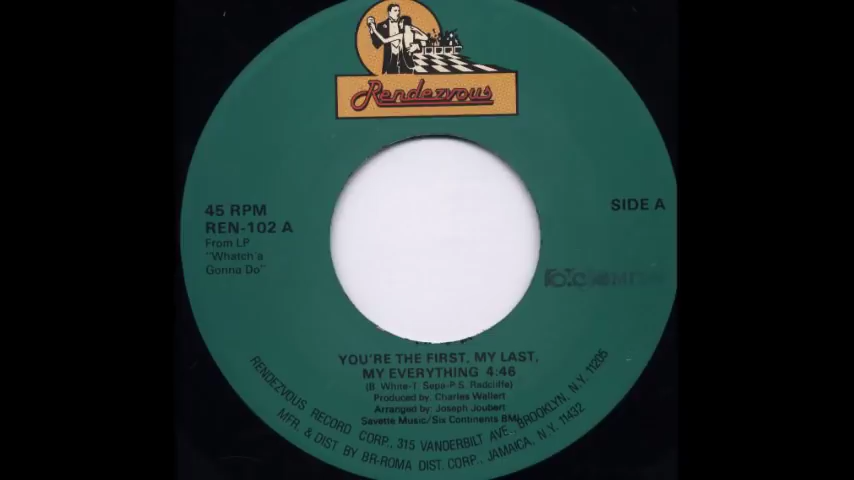 Rendezvous
45 RPM
REN-102 A
From LP
"Whatch'a
Gonna Do"
SIDE A
YOU'RE THE FIRST, MY LAST,
MY EVERYTHING 4:46
(B. White-T. Sepe-P.S. Radcliffe)
Produced by: Charles Wallert
Arranged by: Joseph Joubert
Savette Music/Six Continents BMI
RENDEZVOUS RECORD CORP., 315 VANDERBILT AVE., BROOKLYN, N.Y. 11205
MFR. & DIST BY BR-ROMA DIST. CORP., JAMAICA, N.Y. 11432